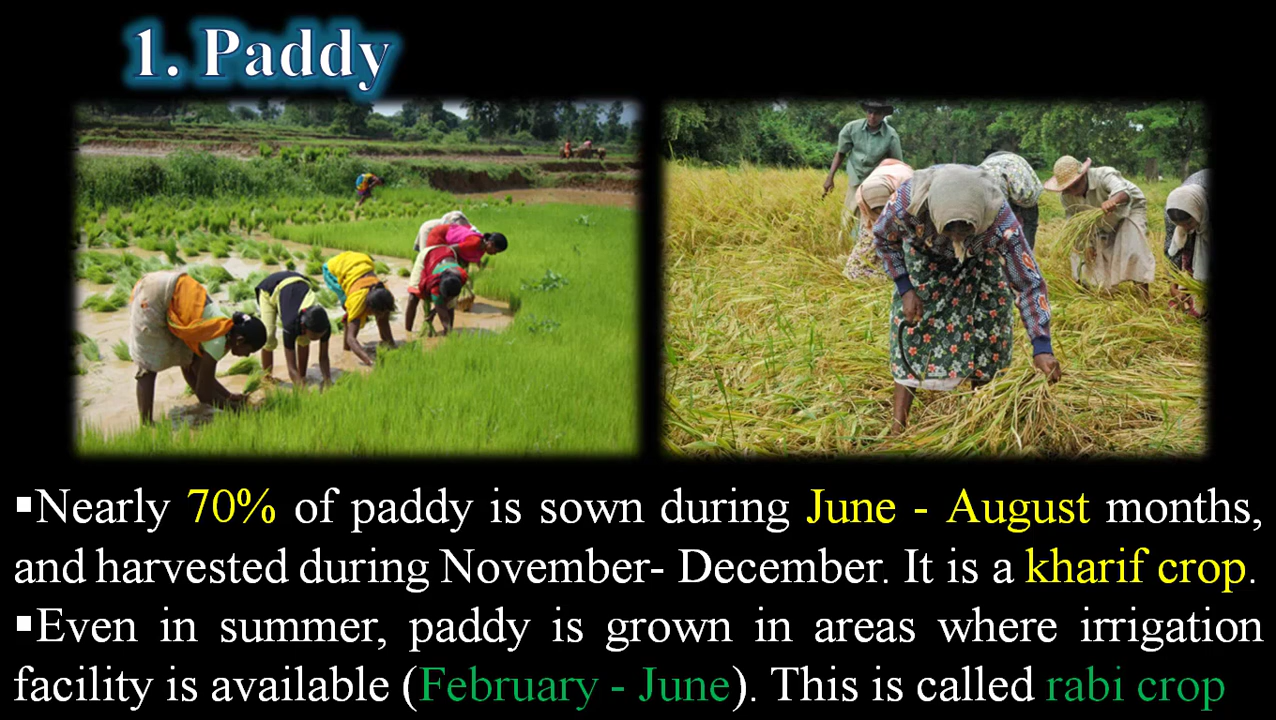 1. Paddy
▪Nearly 70% of paddy is sown during June - August months,
and harvested during November- December. It is a kharif crop.
▪Even in summer, paddy is grown in areas where irrigation
facility is available (February - June). This is called rabi crop